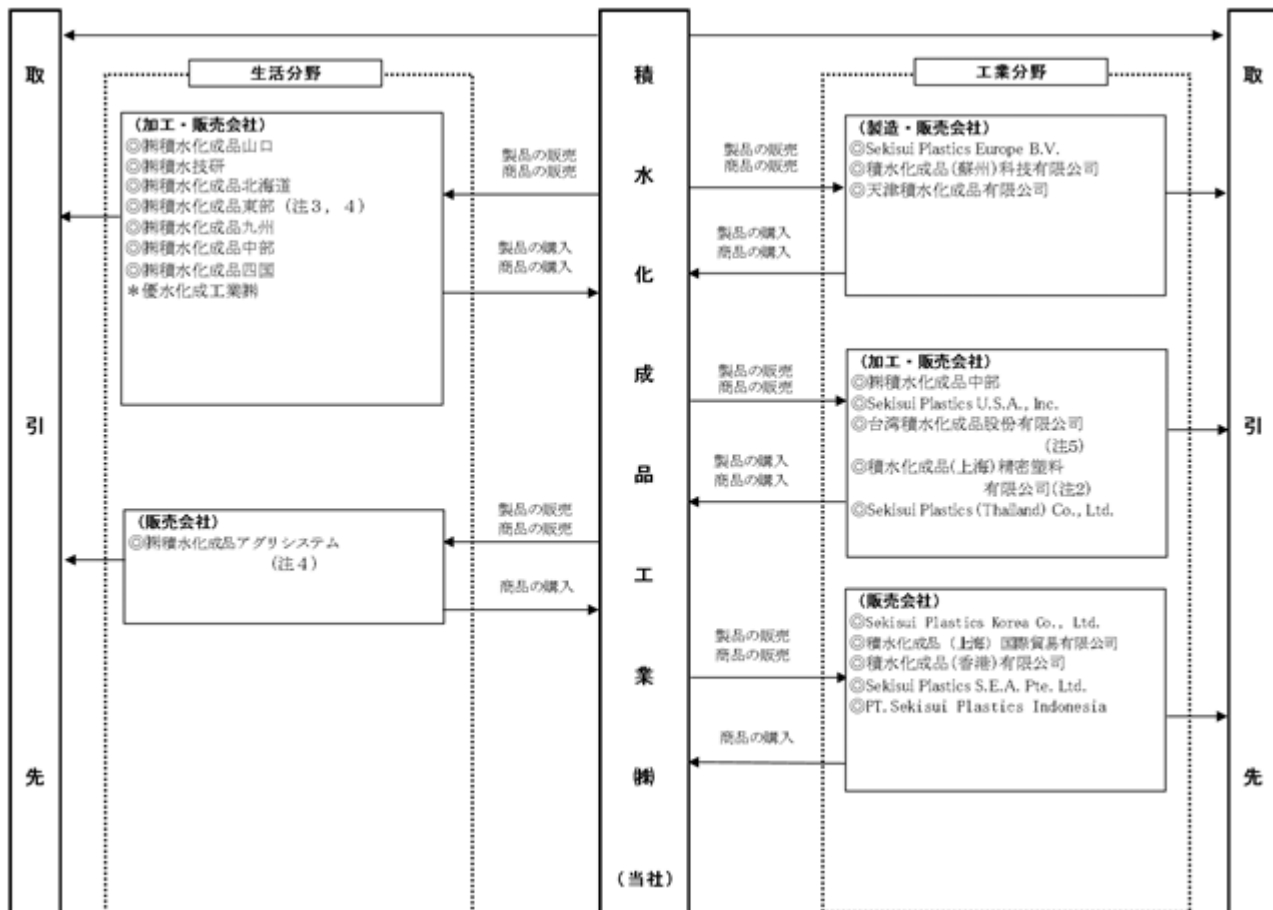 取引先
生活分野
(加工・販売会社)
◎㈱積水化成品山口
◎㈱積水技研
◎㈱積水化成品北海道
◎㈱積水化成品東部（注３，４）
◎㈱積水化成品九州
◎㈱積水化成品中部
◎㈱積水化成品四国
＊優水化成工業㈱
製品の販売
商品の販売
製品の購入
商品の購入
(販売会社)
◎㈱積水化成品アグリシステム
（注４）
製品の販売
商品の販売
商品の購入
積水化成品工業㈱
(当社)
工業分野
(製造・販売会社)
◎Sekisui Plastics Europe B.V.
◎積水化成品(蘇州)科技有限公司
◎天津積水化成品有限公司
製品の販売
商品の販売
製品の購入
商品の購入
(加工・販売会社)
◎㈱積水化成品中部
◎Sekisui Plastics U.S.A., Inc.
◎台湾積水化成品股份有限公司
(注5)
◎積水化成品(上海)精密塑料
有限公司(注2)
◎Sekisui Plastics (Thailand) Co., Ltd.
製品の販売
商品の販売
製品の購入
商品の購入
(販売会社)
◎Sekisui Plastics Korea Co., Ltd.
◎積水化成品（上海）国際貿易有限公司
◎積水化成品(香港)有限公司
◎Sekisui Plastics S.E.A. Pte. Ltd.
◎PT. Sekisui Plastics Indonesia
製品の販売
商品の販売
商品の購入
取引先